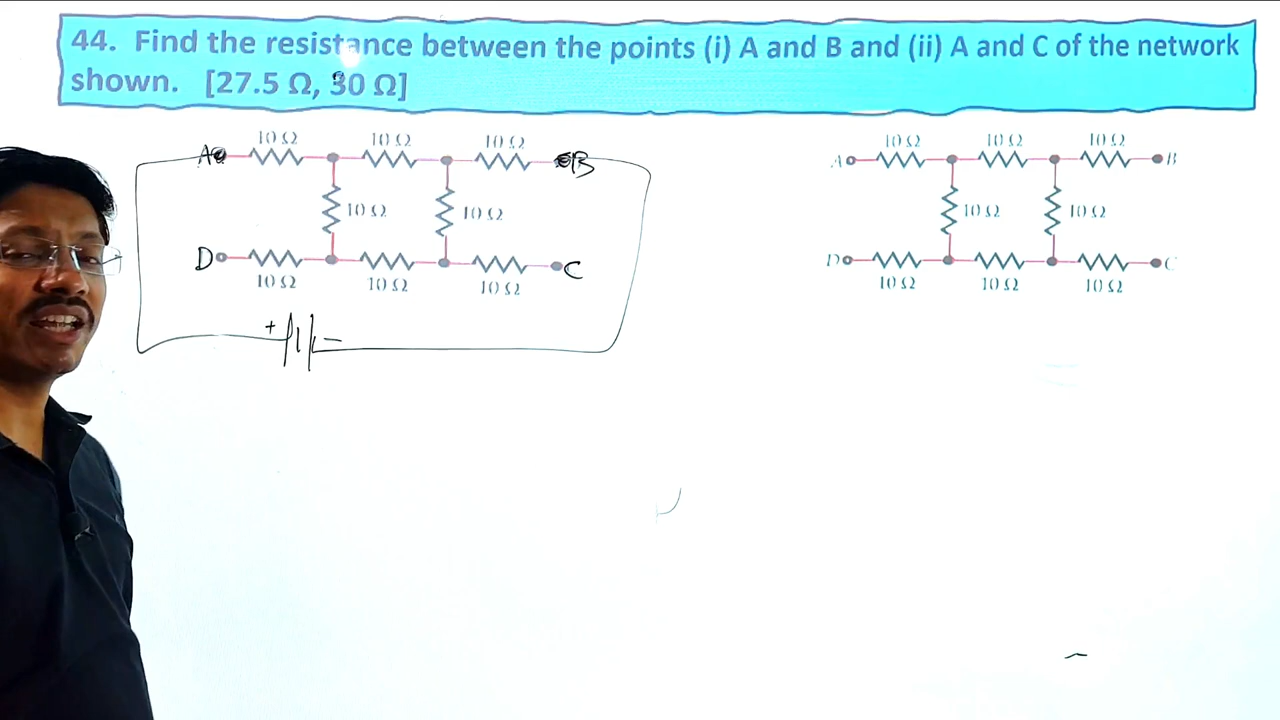 44. Find the resistance between the points (i) A and B and (ii) A and C of the network
shown. [27.5 Ω, 30 Ω]
10 Ω 10 Ω 10 Ω
A B
10 Ω 10 Ω
D C
10 Ω 10 Ω 10 Ω
+ −
10 Ω 10 Ω 10 Ω
A B
10 Ω 10 Ω
D C
10 Ω 10 Ω 10 Ω